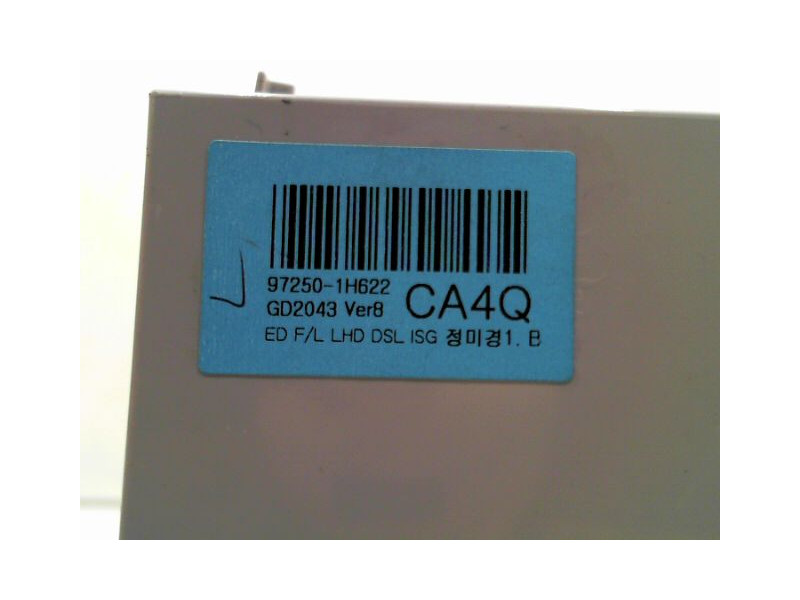 97250-1H622
GD2043 Ver8 CA4Q
ED F/L LHD DSL ISG 정미경1. B